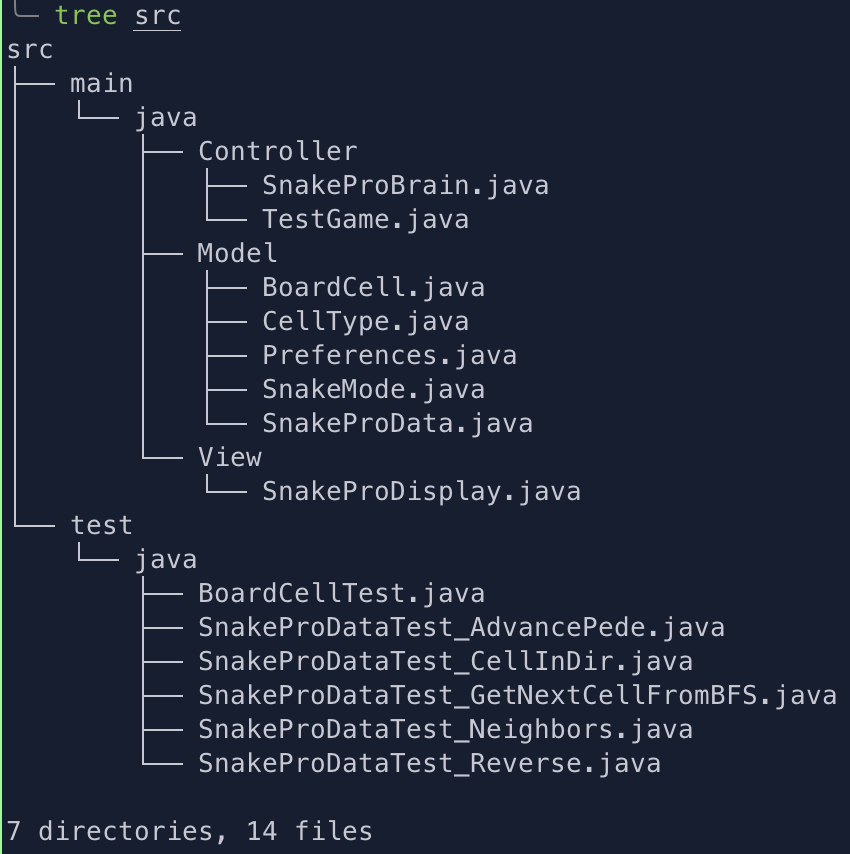 tree src
src
├── main
│   └── java
│       ├── Controller
│       │   ├── SnakeProBrain.java
│       │   └── TestGame.java
│       ├── Model
│       │   ├── BoardCell.java
│       │   ├── CellType.java
│       │   ├── Preferences.java
│       │   ├── SnakeMode.java
│       │   └── SnakeProData.java
│       └── View
│           └── SnakeProDisplay.java
└── test
    └── java
        ├── BoardCellTest.java
        ├── SnakeProDataTest_AdvancePede.java
        ├── SnakeProDataTest_CellInDir.java
        ├── SnakeProDataTest_GetNextCellFromBFS.java
        ├── SnakeProDataTest_Neighbors.java
        └── SnakeProDataTest_Reverse.java

7 directories, 14 files